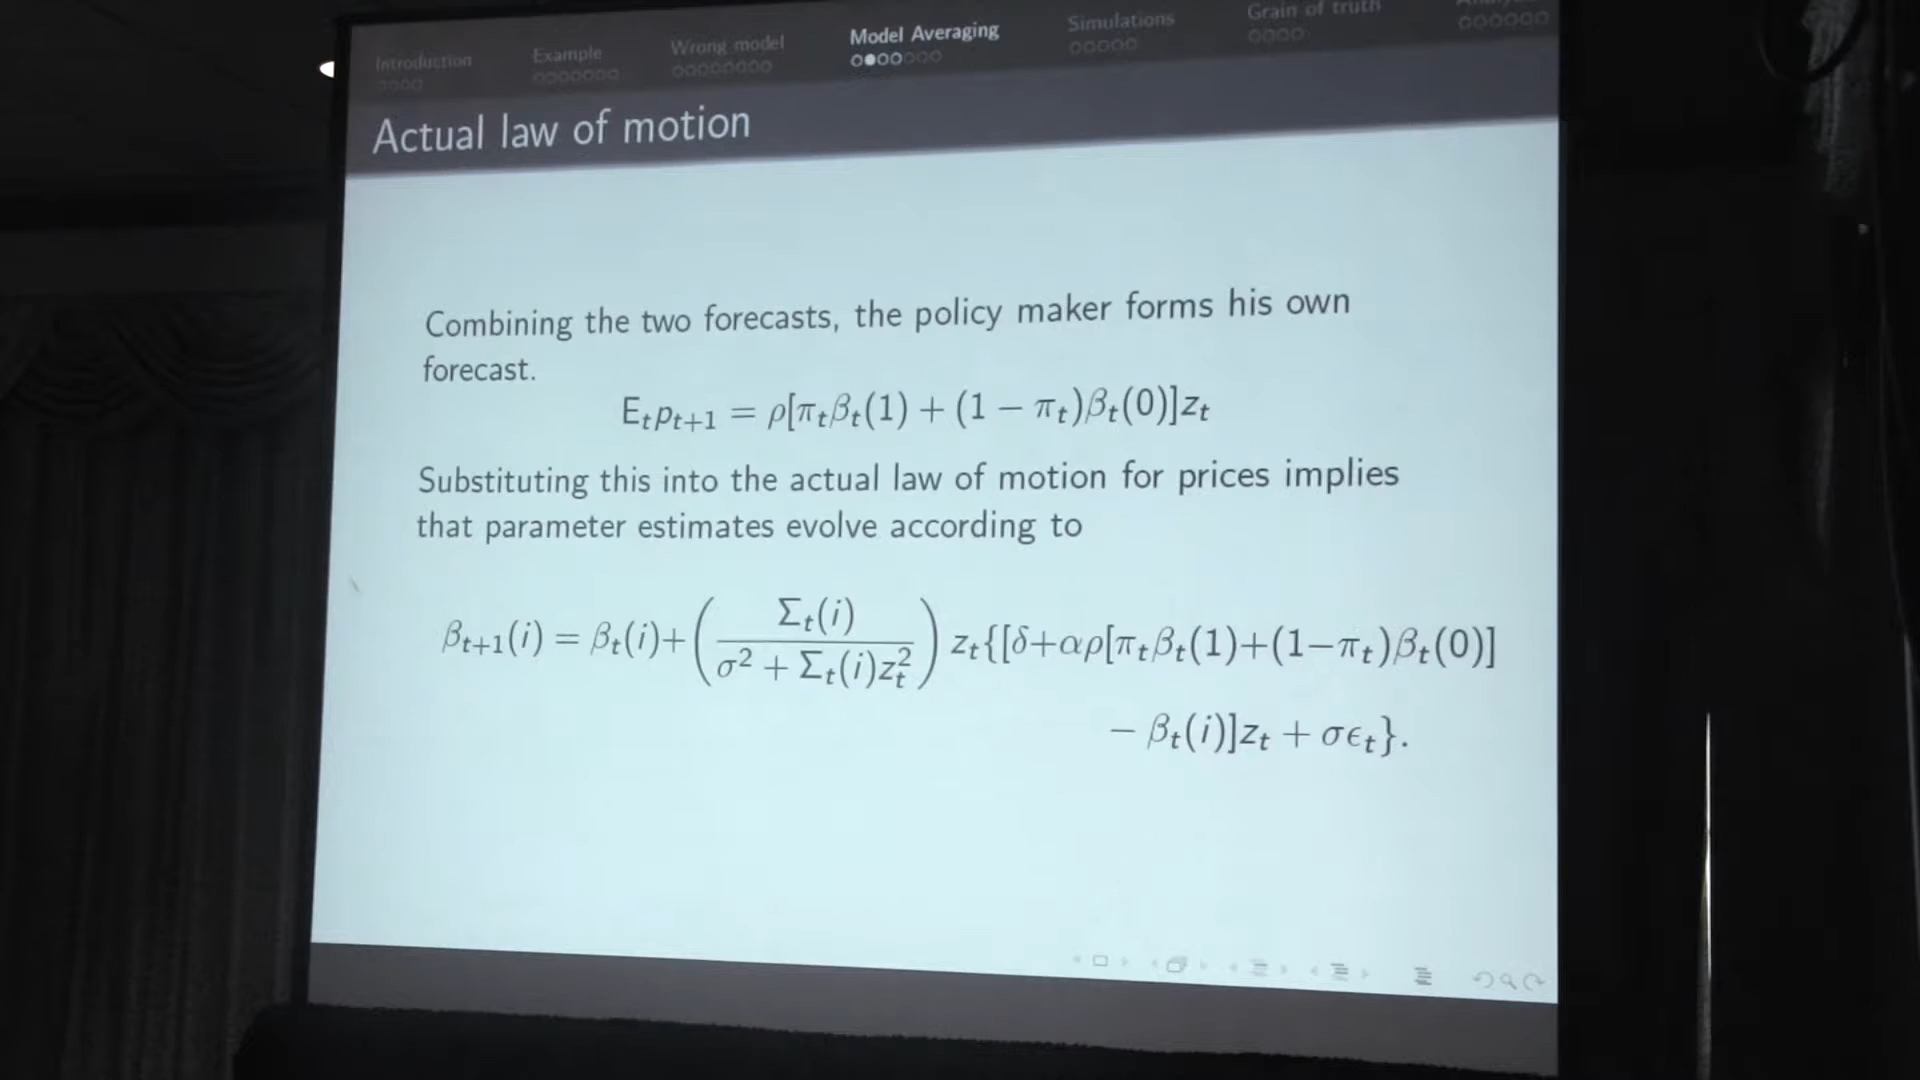 Introduction Example Wrong model Model Averaging Simulations Grain of truth
Actual law of motion
Combining the two forecasts, the policy maker forms his own
forecast.
E_t p_{t+1} = ρ[π_t β_t(1) + (1 − π_t)β_t(0)]z_t
Substituting this into the actual law of motion for prices implies
that parameter estimates evolve according to
β_{t+1}(i) = β_t(i)+ ( Σ_t(i) / (σ² + Σ_t(i)z_t²) ) z_t{[δ+αρ[π_t β_t(1)+(1−π_t)β_t(0)]
− β_t(i)]z_t + σϵ_t}.